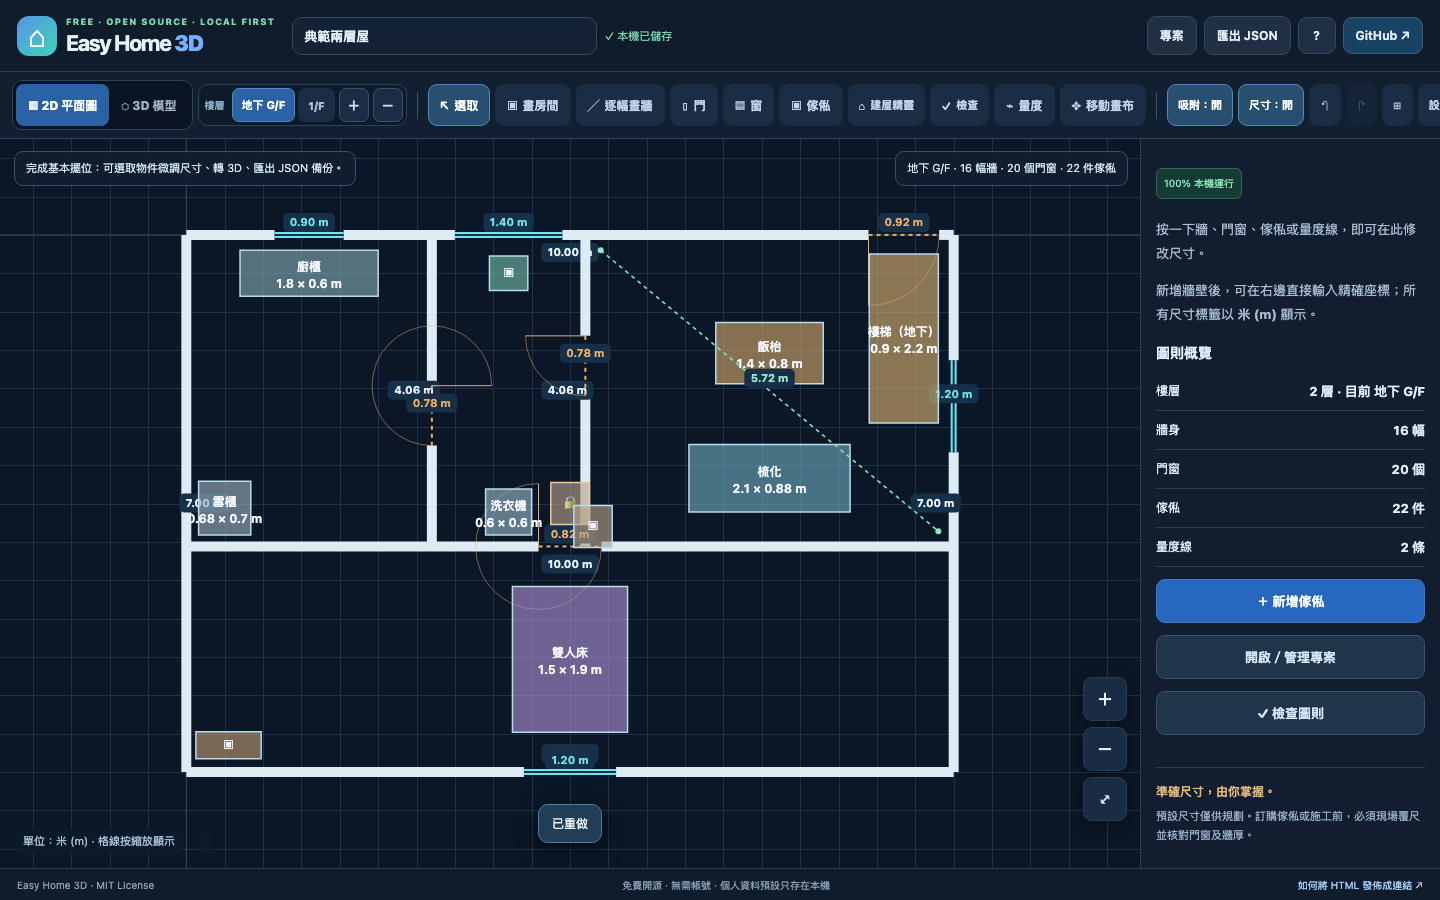 FREE · OPEN SOURCE · LOCAL FIRST
Easy Home 3D
典範兩層屋
✓ 本機已儲存
專案
匯出 JSON
?
GitHub ↗
2D 平面圖
3D 模型
樓層
地下 G/F
1/F
+
−
選取
畫房間
逐幅畫牆
門
窗
傢俬
建屋精靈
✓ 檢查
量度
移動畫布
吸附：開
尺寸：開
設
完成基本擺位：可選取物件微調尺寸、轉 3D、匯出 JSON 備份。
地下 G/F · 16 幅牆 · 20 個門窗 · 22 件傢俬
0.90 m
1.40 m
0.92 m
10.00
廚櫃
1.8 × 0.6 m
樓梯（地下）
0.9 × 2.2 m
飯枱
1.4 × 0.8 m
0.78 m
5.72 m
4.06 m
0.78 m
4.06 m
1.20 m
梳化
2.1 × 0.88 m
7.00
雪櫃
0.68 × 0.7 m
洗衣機
0.6 × 0.6 m
7.00 m
0.82 m
10.00 m
雙人床
1.5 × 1.9 m
1.20 m
+
−
已重做
單位：米 (m) · 格線按縮放顯示
100% 本機運行
按一下牆、門窗、傢俬或量度線，即可在此修
改尺寸。
新增牆壁後，可在右邊直接輸入精確座標；所
有尺寸標籤以 米 (m) 顯示。
圖則概覽
樓層 2 層 · 目前 地下 G/F
牆身 16 幅
門窗 20 個
傢俬 22 件
量度線 2 條
＋ 新增傢俬
開啟 / 管理專案
✓ 檢查圖則
準確尺寸，由你掌握。
預設尺寸僅供規劃。訂購傢俬或施工前，必須現場覆尺
並核對門窗及牆厚。
Easy Home 3D · MIT License
免費開源 · 無需帳號 · 個人資料預設只存在本機
如何將 HTML 發佈成連結 ↗